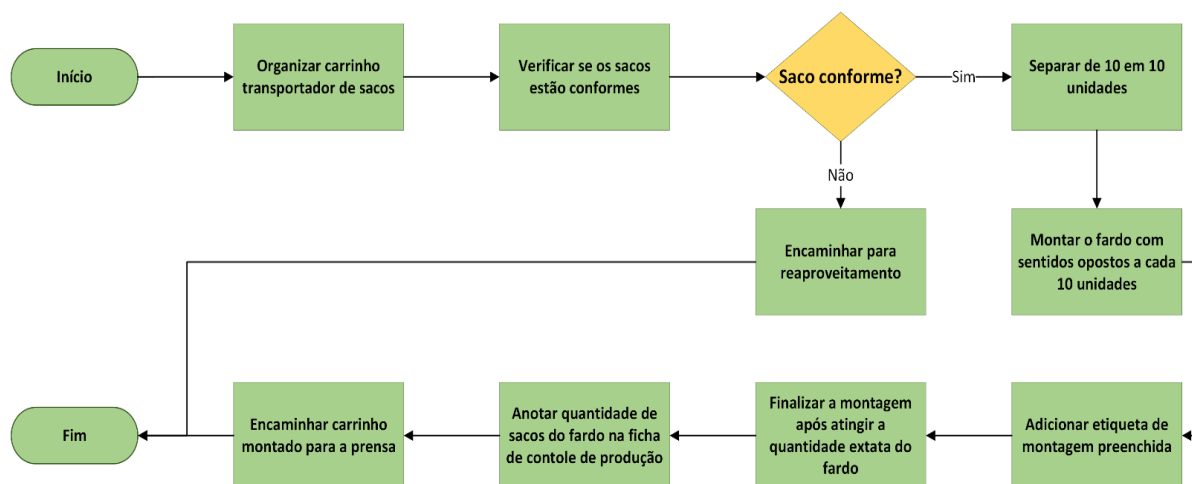 Início
Organizar carrinho
transportador de sacos
Verificar se os sacos
estão conformes
Saco conforme?
Sim
Separar de 10 em 10
unidades
Não
Encaminhar para
reaproveitamento
Montar o fardo com
sentidos opostos a cada
10 unidades
Fim
Encaminhar carrinho
montado para a prensa
Anotar quantidade de
sacos do fardo na ficha
de contole de produção
Finalizar a montagem
após atingir a
quantidade extata do
fardo
Adicionar etiqueta de
montagem preenchida